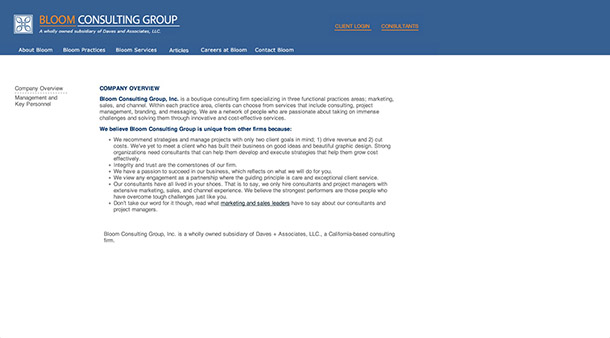 BLOOM CONSULTING GROUP
A wholly owned subsidiary of Daves and Associates, LLC.
CLIENT LOGIN CONSULTANTS
About Bloom Bloom Practices Bloom Services Articles Careers at Bloom Contact Bloom
Company Overview
Management and
Key Personnel
COMPANY OVERVIEW
Bloom Consulting Group, Inc. is a boutique consulting firm specializing in three functional practices areas; marketing,
sales, and channel. Within each practice area, clients can choose from services that include consulting, project
management, branding, and messaging. We are a network of people who are passionate about taking on immense
challenges and solving them through innovative and cost-effective services.
We believe Bloom Consulting Group is unique from other firms because:
• We recommend strategies and manage projects with only two client goals in mind; 1) drive revenue and 2) cut
costs. We've yet to meet a client who has built their business on good ideas and beautiful graphic design. Strong
organizations need consultants that can help them develop and execute strategies that help them grow cost
effectively.
• Integrity and trust are the cornerstones of our firm.
• We have a passion to succeed in our business, which reflects on what we will do for you.
• We view any engagement as a partnership where the guiding principle is care and exceptional client service.
• Our consultants have all lived in your shoes. That is to say, we only hire consultants and project managers with
extensive marketing, sales, and channel experience. We believe the strongest performers are those people who
have overcome tough challenges just like you.
• Don't take our word for it though, read what marketing and sales leaders have to say about our consultants and
project managers.
Bloom Consulting Group, Inc. is a wholly owned subsidiary of Daves + Associates, LLC., a California-based consulting
firm.